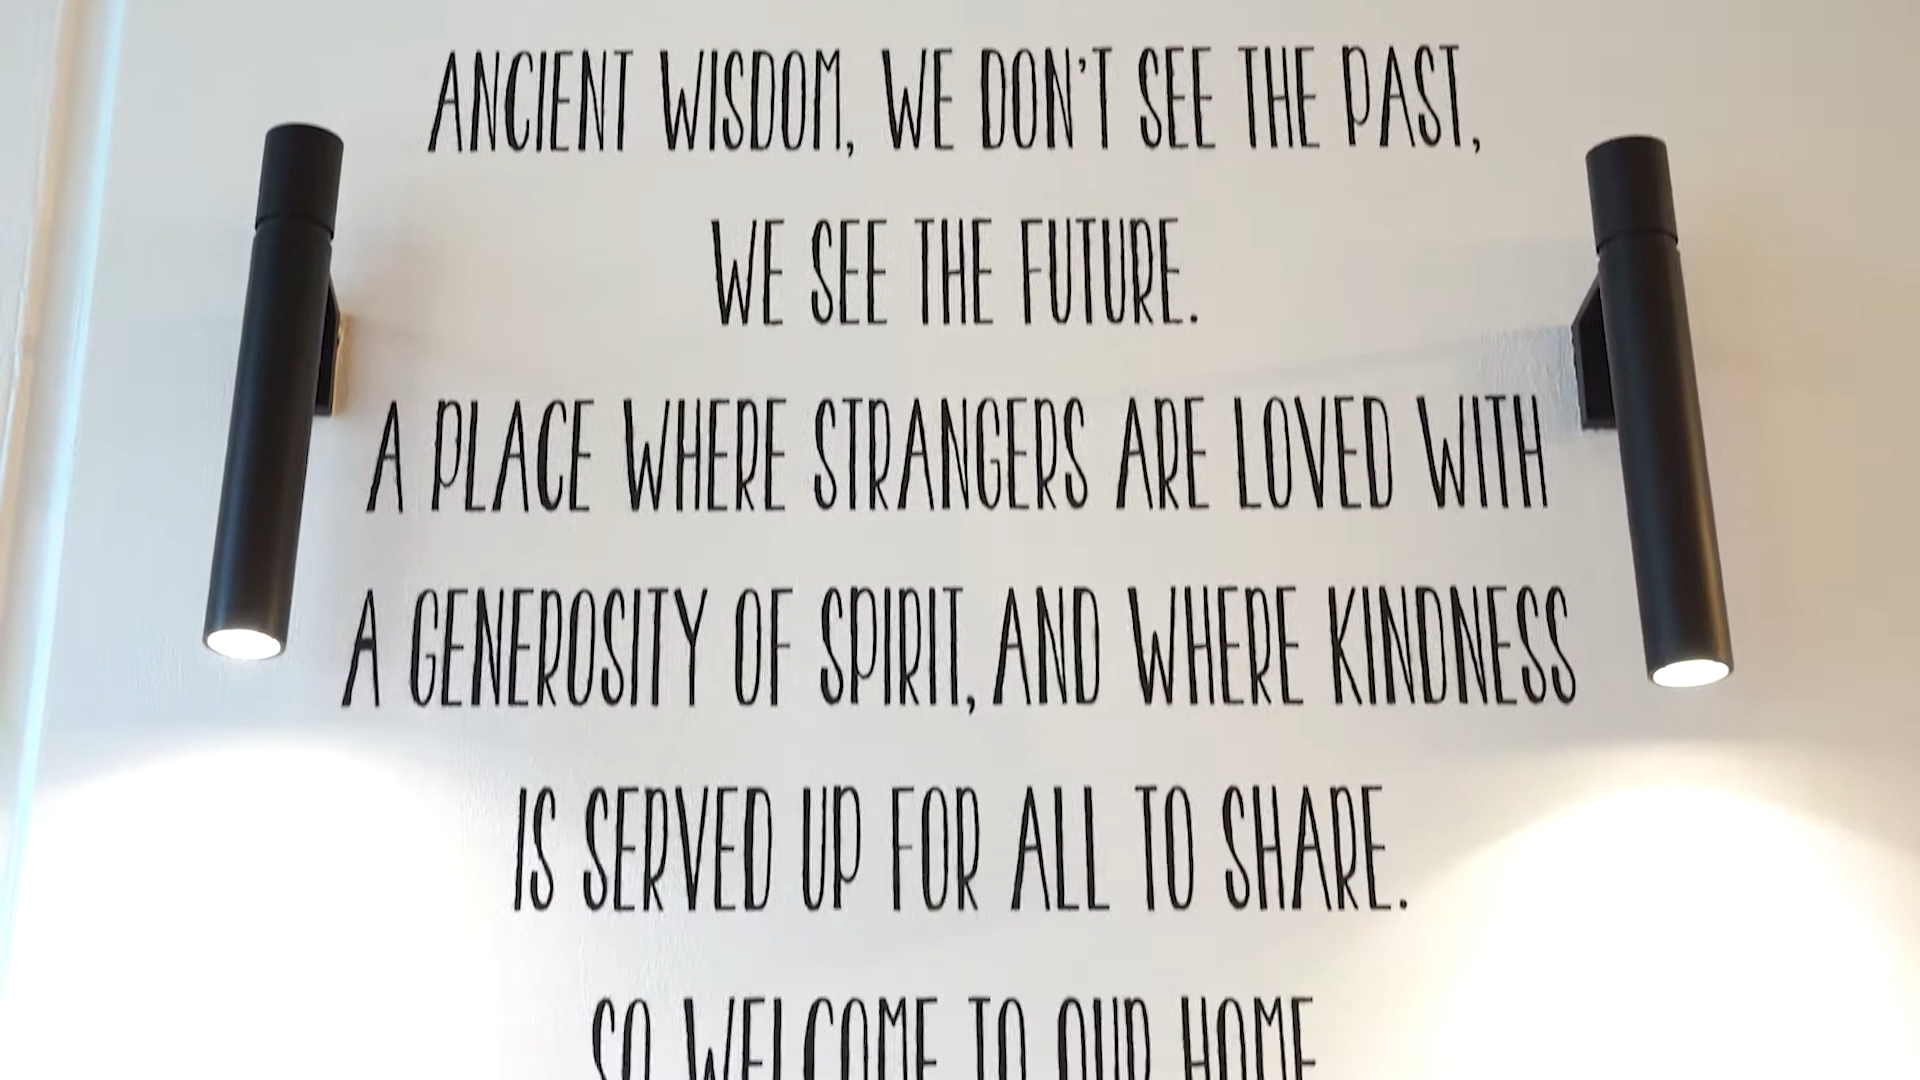 ANCIENT WISDOM, WE DON'T SEE THE PAST,
WE SEE THE FUTURE.
A PLACE WHERE STRANGERS ARE LOVED WITH
A GENEROSITY OF SPIRIT, AND WHERE KINDNESS
IS SERVED UP FOR ALL TO SHARE.
SO WELCOME TO OUR HOME